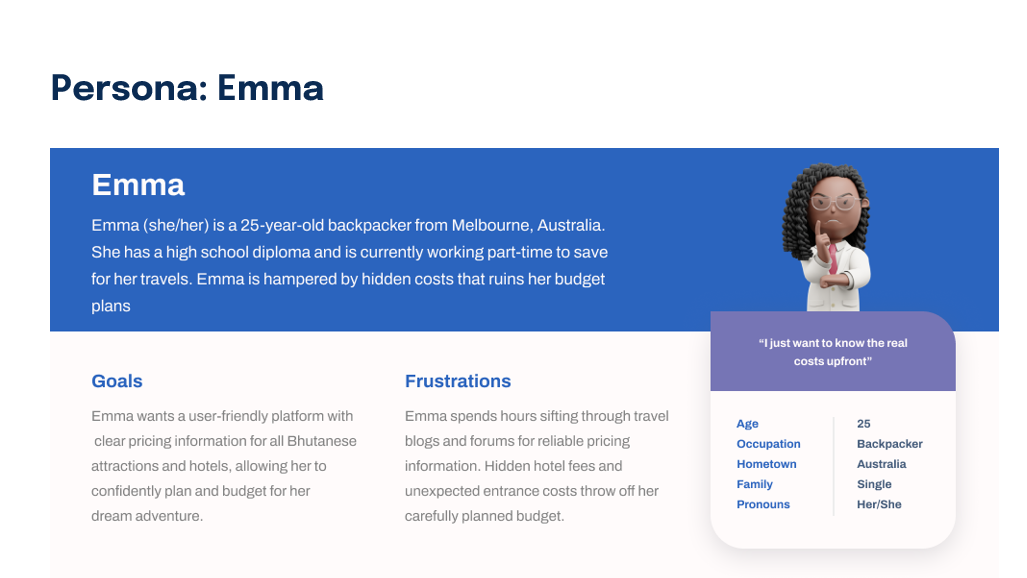 Persona: Emma
Emma
Emma (she/her) is a 25-year-old backpacker from Melbourne, Australia.
She has a high school diploma and is currently working part-time to save
for her travels. Emma is hampered by hidden costs that ruins her budget
plans
Goals
Emma wants a user-friendly platform with
clear pricing information for all Bhutanese
attractions and hotels, allowing her to
confidently plan and budget for her
dream adventure.
Frustrations
Emma spends hours sifting through travel
blogs and forums for reliable pricing
information. Hidden hotel fees and
unexpected entrance costs throw off her
carefully planned budget.
“I just want to know the real
costs upfront”
Age 25
Occupation Backpacker
Hometown Australia
Family Single
Pronouns Her/She